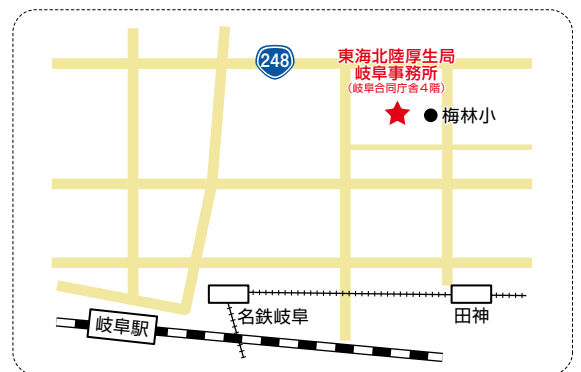 248
東海北陸厚生局
岐阜事務所
（岐阜合同庁舎4階）
梅林小
名鉄岐阜
田神
岐阜駅